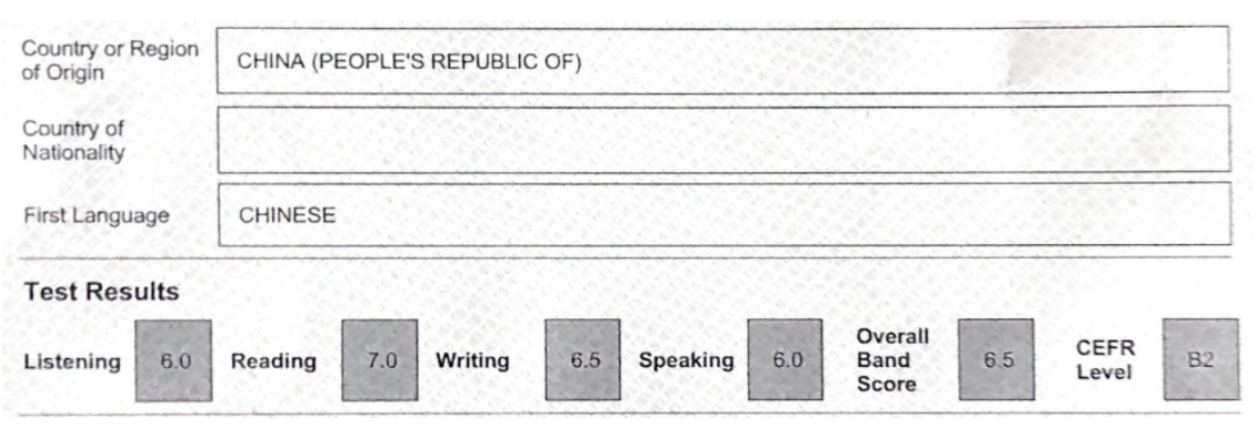 Country or Region
of Origin
CHINA (PEOPLE'S REPUBLIC OF)
Country of
Nationality
First Language
CHINESE
Test Results
Listening 6.0 Reading 7.0 Writing 6.5 Speaking 6.0 Overall Band Score 6.5 CEFR Level B2